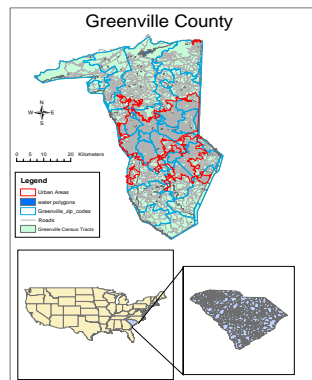 Greenville County
N
W E
S
0 5 10 20 Kilometers
Legend
Urban Areas
water polygons
Greenville_zip_codes
Roads
Greenville Census Tracts